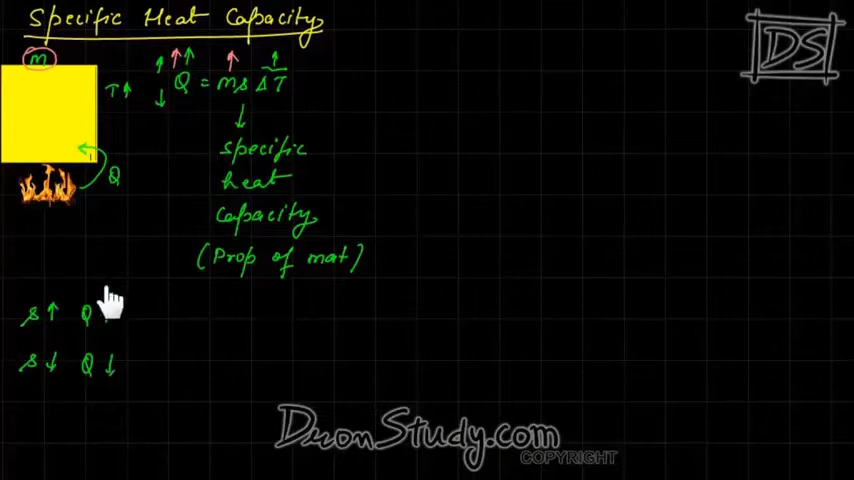 Specific Heat Capacity
DS
m
T↑ ↑↓ ↑↑Q = ms ΔT ↑ ↑
↓
specific
Q heat
capacity
(Prop of mat)
s↑ Q
s↓ Q↓
DronStudy.com
COPYRIGHT